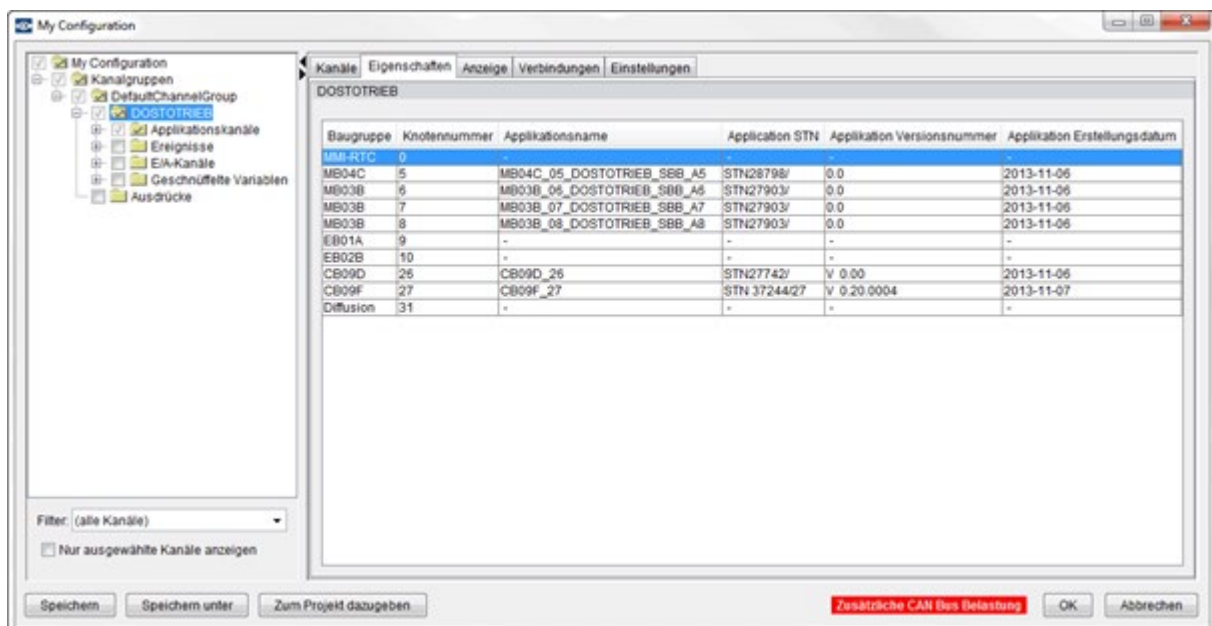 My Configuration
My Configuration
Kanalgruppen
DefaultChannelGroup
DOSTOTRIEB
Applikationskanäle
Ereignisse
E/A-Kanäle
Geschnüffelte Variablen
Ausdrücke
Filter: (alle Kanäle)
Nur ausgewählte Kanäle anzeigen
Kanäle Eigenschaften Anzeige Verbindungen Einstellungen
DOSTOTRIEB
Baugruppe Knotennummer Applikationsname Application STN Applikation Versionsnummer Applikation Erstellungsdatum
MMI-RTC 0 - - - -
MB04C 5 MB04C_05_DOSTOTRIEB_SBB_A5 STN28798/ 0.0 2013-11-06
MB03B 6 MB03B_06_DOSTOTRIEB_SBB_A6 STN27903/ 0.0 2013-11-06
MB03B 7 MB03B_07_DOSTOTRIEB_SBB_A7 STN27903/ 0.0 2013-11-06
MB03B 8 MB03B_08_DOSTOTRIEB_SBB_A8 STN27903/ 0.0 2013-11-06
EB01A 9 - - - -
EB02B 10 - - - -
CB09D 26 CB09D_26 STN27742/ V 0.00 2013-11-06
CB09F 27 CB09F_27 STN 37244/27 V 0.20.0004 2013-11-07
Diffusion 31 - - - -
Speichern Speichern unter Zum Projekt dazugeben Zusätzliche CAN Bus Belastung OK Abbrechen